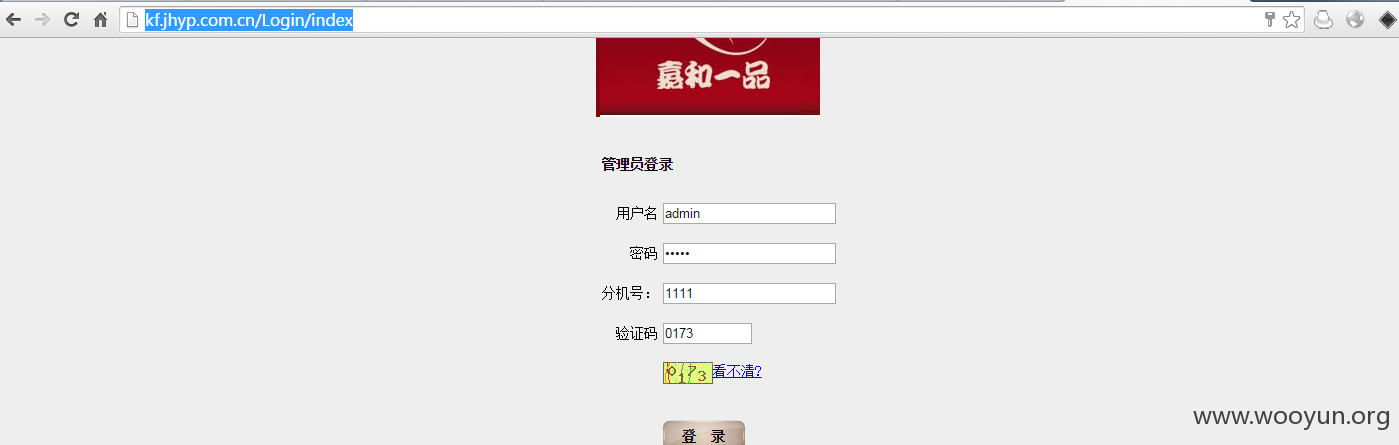 kf.jhyp.com.cn/Login/index
嘉和一品
管理员登录
用户名 admin
密码 •••••
分机号： 1111
验证码 0173
0173 看不清?
登 录
www.wooyun.org